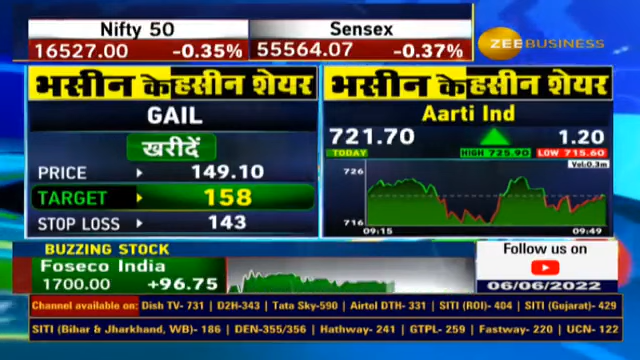 Nifty 50
16527.00 -0.35%
Sensex
55564.07 -0.37%
ZEE BUSINESS
भसीन के हसीन शेयर
GAIL
खरीदें
PRICE 149.10
TARGET 158
STOP LOSS 143
भसीन के हसीन शेयर
Aarti Ind
721.70 1.20
TODAY HIGH 725.90 LOW 715.60
Vol:0.3m
726
716
09:15 09:49
BUZZING STOCK
Foseco India
1700.00 +96.75
Follow us on
06/06/2022
Channel available on: Dish TV- 731 | D2H-343 | Tata Sky-590 | Airtel DTH- 331 | SITI (ROI)- 404 | SITI (Gujarat)- 429
SITI (Bihar & Jharkhand, WB)- 186 | DEN-355/356 | Hathway- 241 | GTPL- 259 | Fastway- 220 | UCN- 122